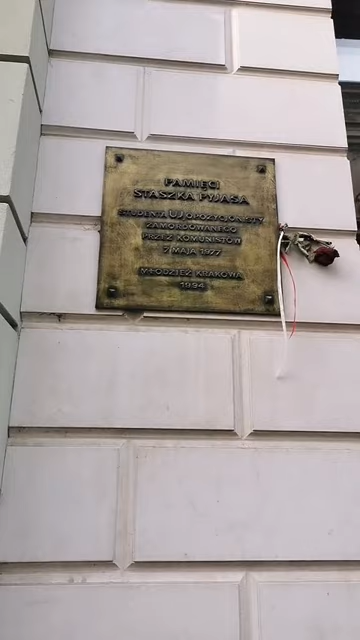 PAMIĘCI
STASZKA PYJASA
STUDENTA UJ OPOZYCJONISTY
ZAMORDOWANEGO
PRZEZ KOMUNISTÓW
7 MAJA 1977
MŁODZIEŻ KRAKOWA
1994